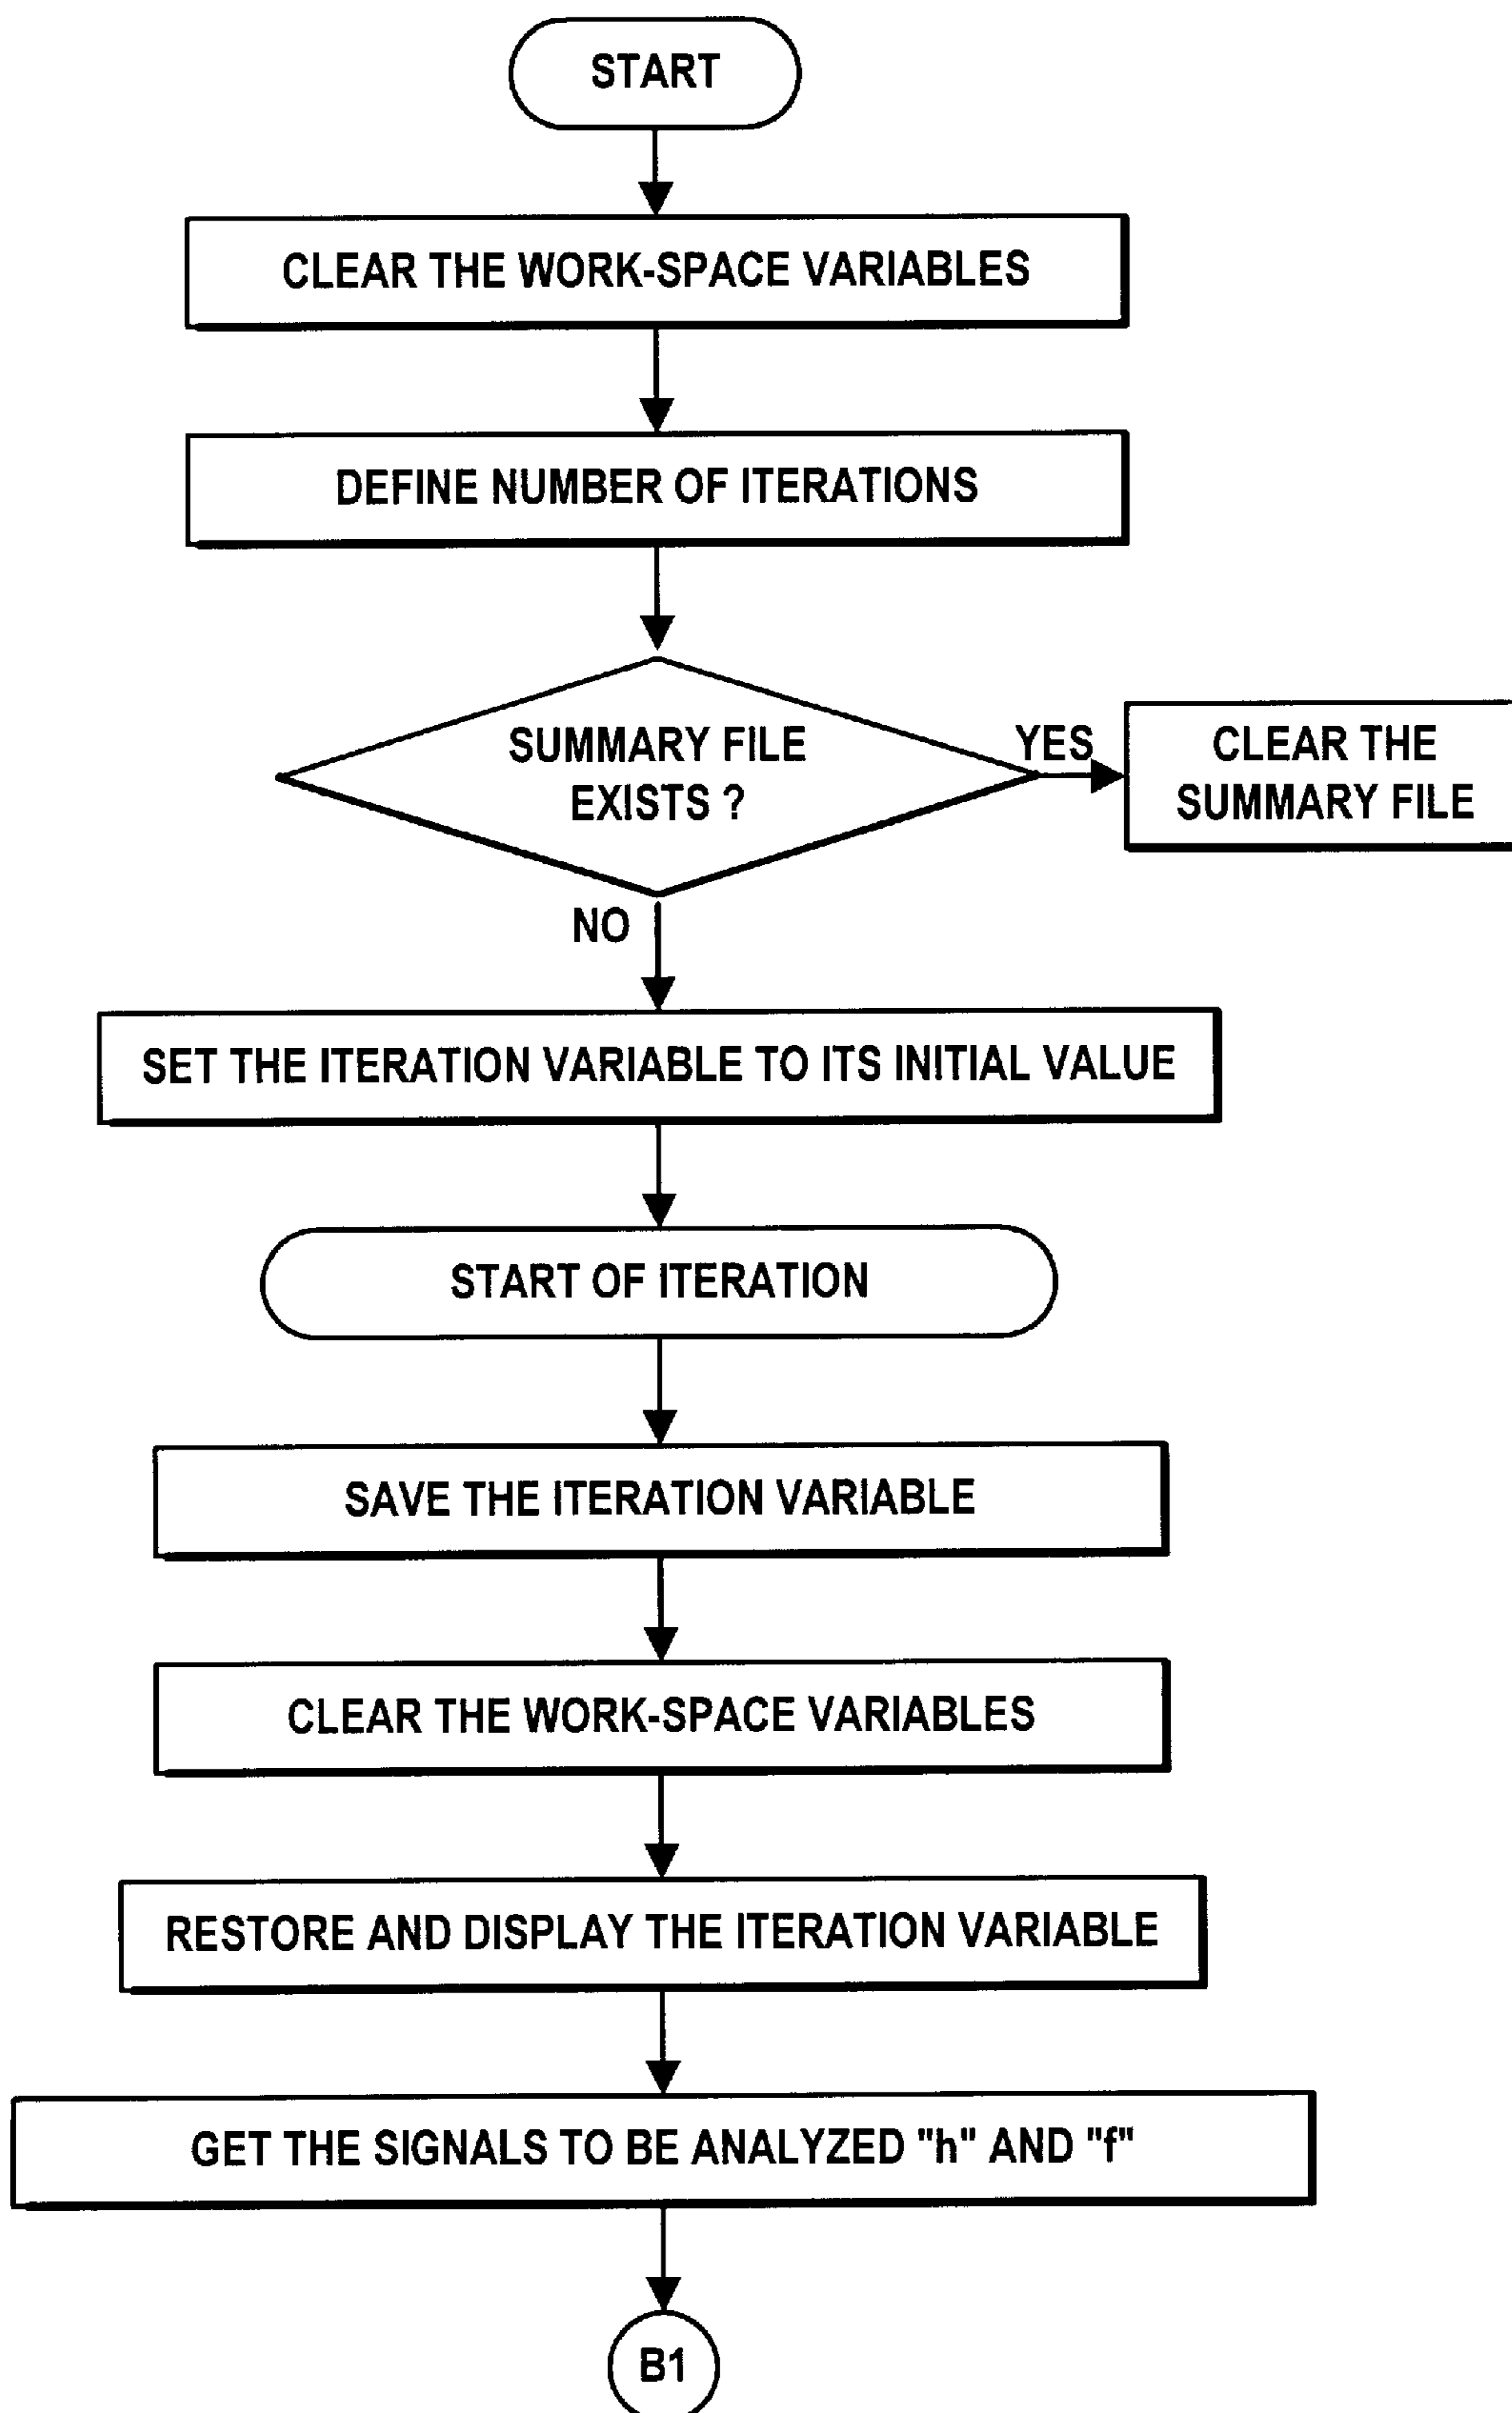 START
CLEAR THE WORK-SPACE VARIABLES
DEFINE NUMBER OF ITERATIONS
SUMMARY FILE
EXISTS ?
YES
CLEAR THE
SUMMARY FILE
NO
SET THE ITERATION VARIABLE TO ITS INITIAL VALUE
START OF ITERATION
SAVE THE ITERATION VARIABLE
CLEAR THE WORK-SPACE VARIABLES
RESTORE AND DISPLAY THE ITERATION VARIABLE
GET THE SIGNALS TO BE ANALYZED "h" AND "f"
B1